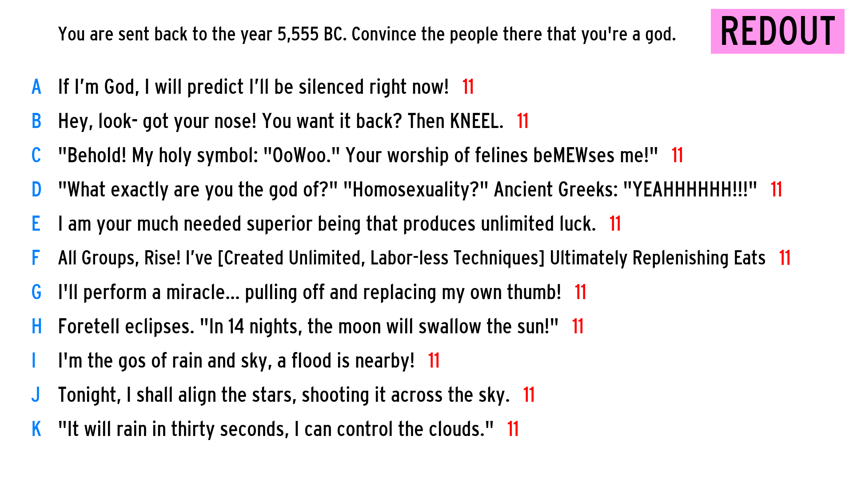 You are sent back to the year 5,555 BC. Convince the people there that you're a god.
REDOUT
A If I'm God, I will predict I'll be silenced right now! 11
B Hey, look- got your nose! You want it back? Then KNEEL. 11
C "Behold! My holy symbol: "OoWoo." Your worship of felines beMEWses me!" 11
D "What exactly are you the god of?" "Homosexuality?" Ancient Greeks: "YEAHHHHHH!!!" 11
E I am your much needed superior being that produces unlimited luck. 11
F All Groups, Rise! I've [Created Unlimited, Labor-less Techniques] Ultimately Replenishing Eats 11
G I'll perform a miracle... pulling off and replacing my own thumb! 11
H Foretell eclipses. "In 14 nights, the moon will swallow the sun!" 11
I I'm the gos of rain and sky, a flood is nearby! 11
J Tonight, I shall align the stars, shooting it across the sky. 11
K "It will rain in thirty seconds, I can control the clouds." 11